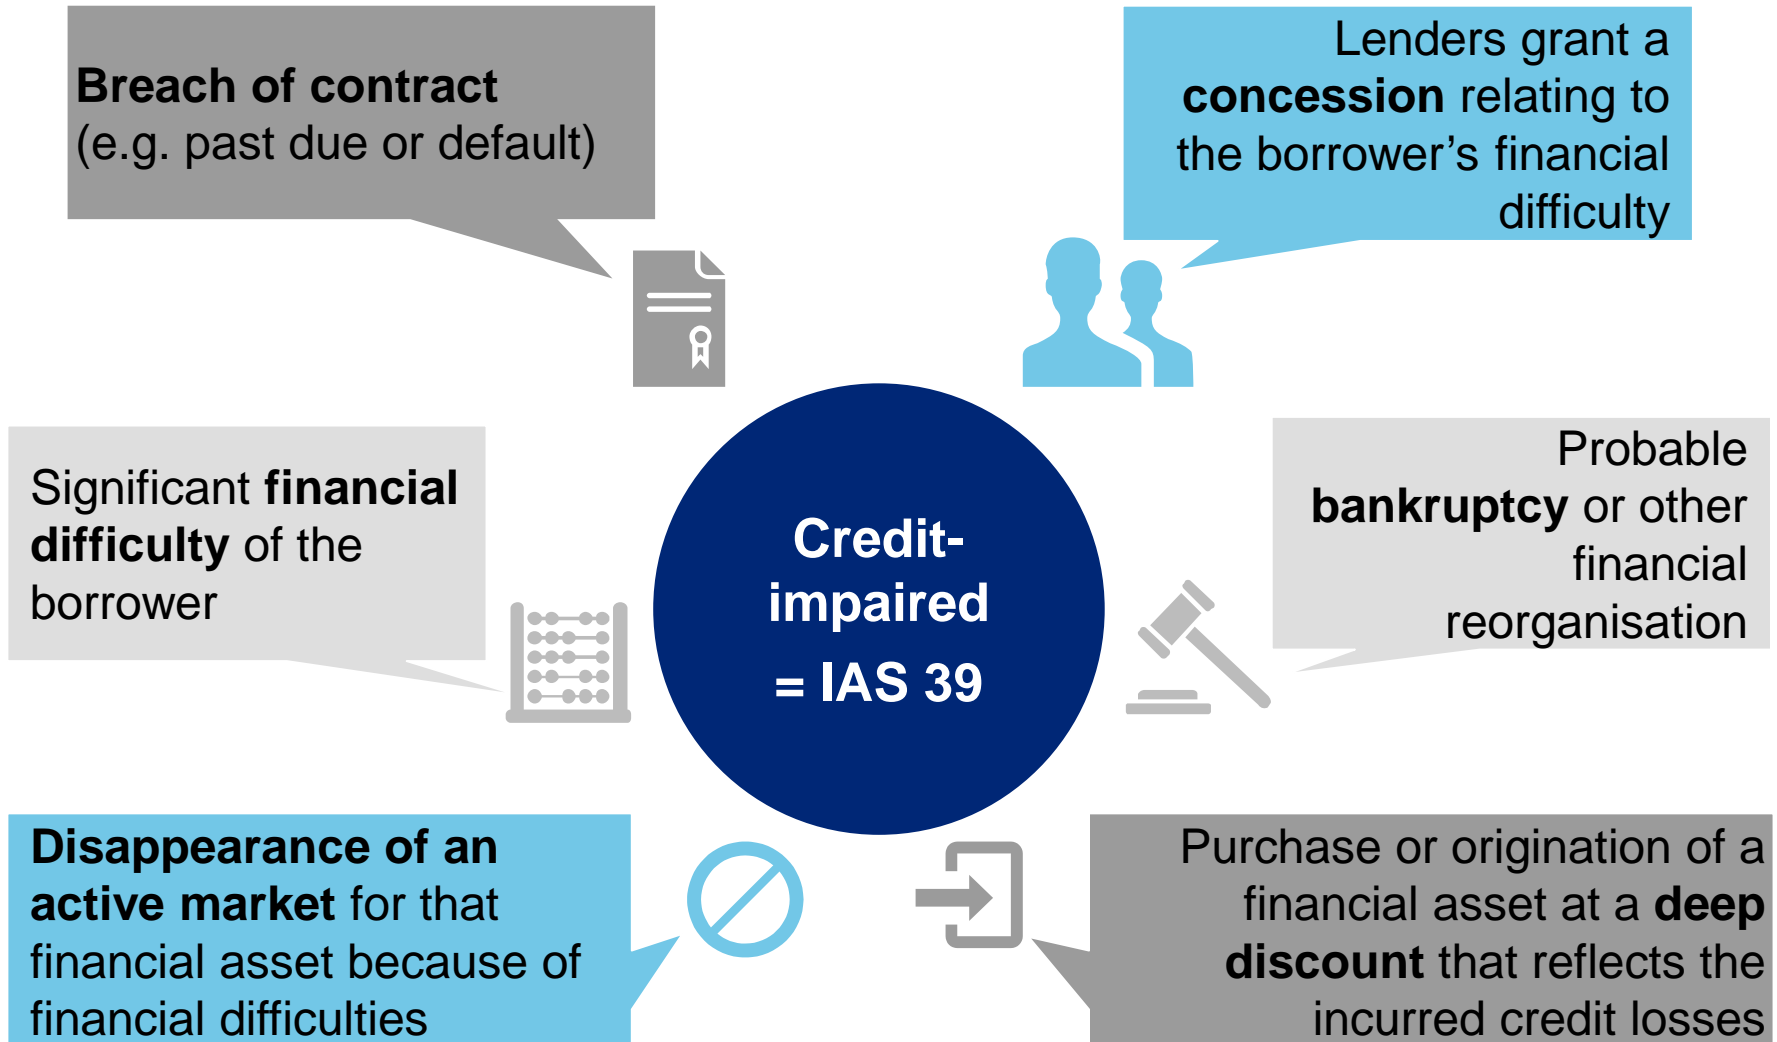 Breach of contract
(e.g. past due or default)
Lenders grant a
concession relating to
the borrower’s financial
difficulty
Significant financial
difficulty of the
borrower
Credit-
impaired
= IAS 39
Probable
bankruptcy or other
financial
reorganisation
Disappearance of an
active market for that
financial asset because of
financial difficulties
Purchase or origination of a
financial asset at a deep
discount that reflects the
incurred credit losses